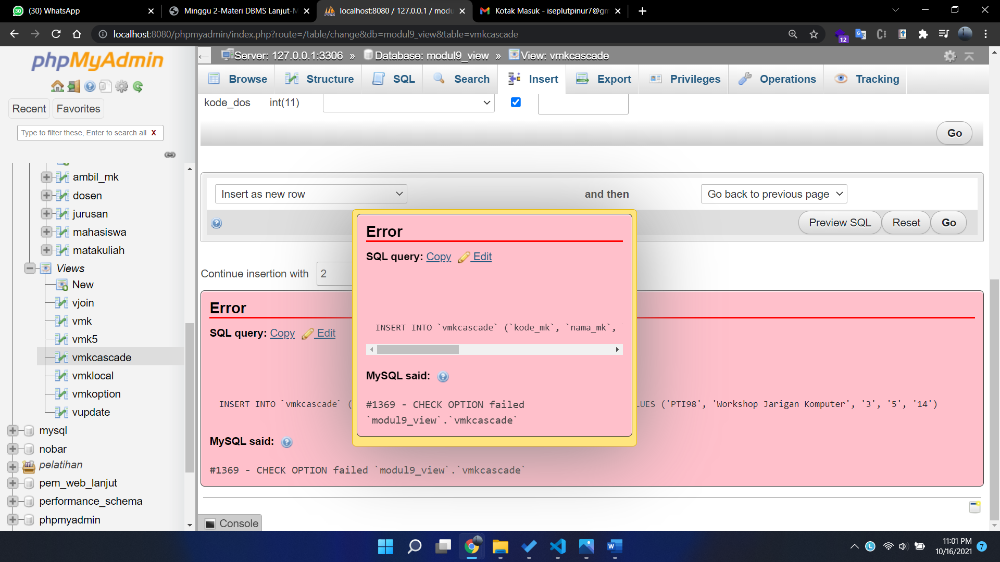 (30) WhatsApp
Minggu 2-Materi DBMS Lanjut-M
localhost:8080 / 127.0.0.1 / modu
Kotak Masuk - iseplutpinur7@gm
localhost:8080/phpmyadmin/index.php?route=/table/change&db=modul9_view&table=vmkcascade
12
phpMyAdmin
Recent Favorites
Type to filter these, Enter to search all X
ambil_mk
dosen
jurusan
mahasiswa
matakuliah
Views
New
vjoin
vmk
vmk5
vmkcascade
vmklocal
vmkoption
vupdate
mysql
nobar
pelatihan
pem_web_lanjut
performance_schema
phpmyadmin
Server: 127.0.0.1:3306 » Database: modul9_view » View: vmkcascade
Browse Structure SQL Search Insert Export Privileges Operations Tracking
kode_dos int(11)
Go
Insert as new row and then Go back to previous page
Preview SQL Reset Go
Continue insertion with 2
Error
SQL query: Copy Edit
INSERT INTO `vmkcascade` (
LUES ('PTI98', 'Workshop Jarigan Komputer', '3', '5', '14')
MySQL said:
#1369 - CHECK OPTION failed `modul9_view`.`vmkcascade`
Error
SQL query: Copy Edit
INSERT INTO `vmkcascade` (`kode_mk`, `nama_mk`,
MySQL said:
#1369 - CHECK OPTION failed
`modul9_view`.`vmkcascade`
Console
11:01 PM
10/16/2021
7